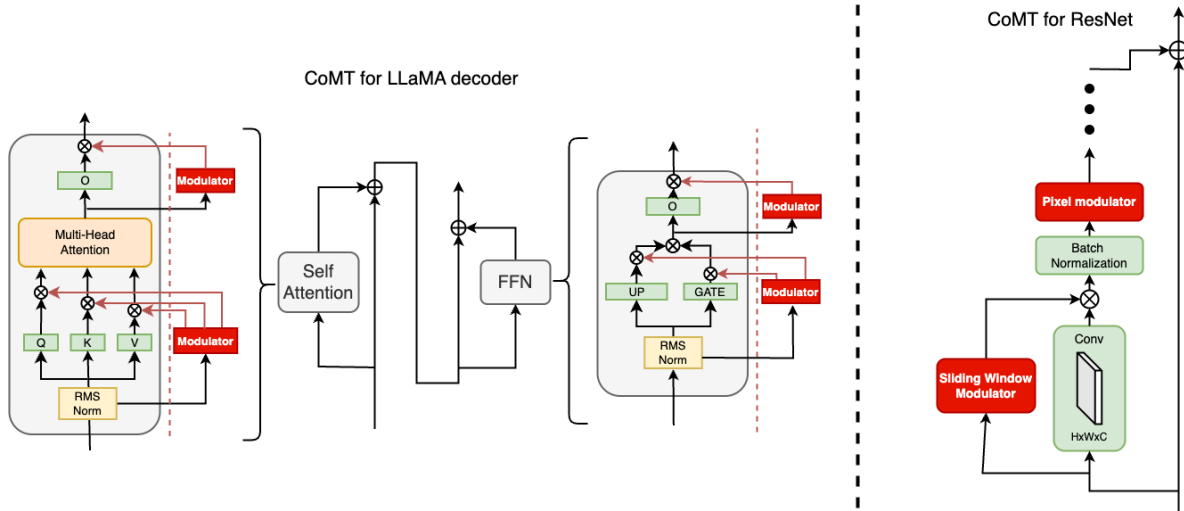 CoMT for LLaMA decoder
O
Modulator
Multi-Head
Attention
Q
K
V
Modulator
RMS
Norm
Self
Attention
FFN
O
Modulator
UP
GATE
Modulator
RMS
Norm
CoMT for ResNet
Pixel modulator
Batch
Normalization
Conv
Sliding Window
Modulator
HxWxC